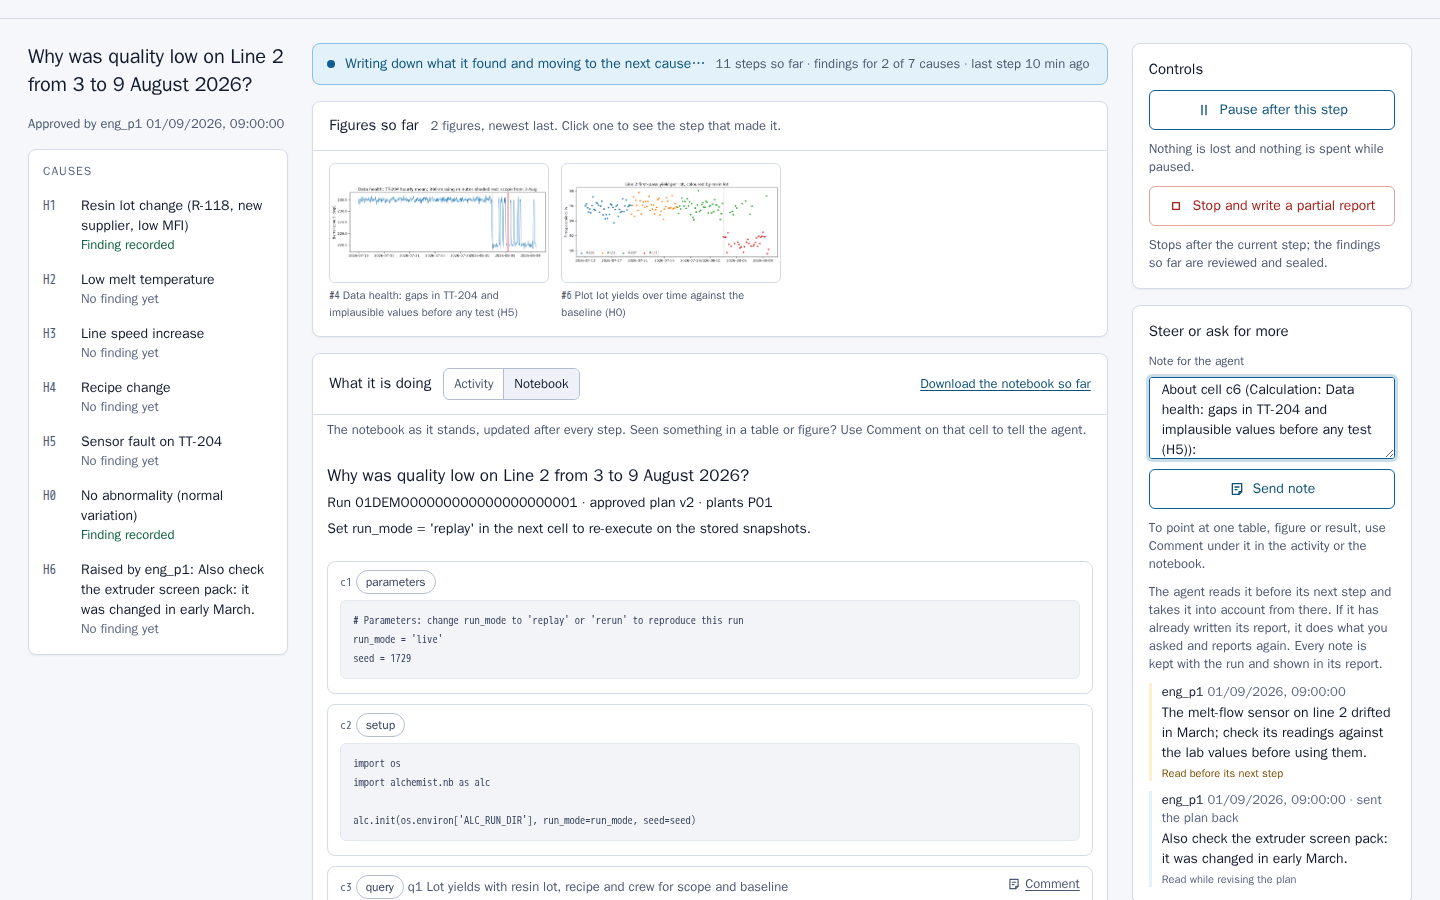 Why was quality low on Line 2
from 3 to 9 August 2026?
Approved by eng_p1 01/09/2026, 09:00:00
CAUSES
H1 Resin lot change (R-118, new
supplier, low MFI)
Finding recorded
H2 Low melt temperature
No finding yet
H3 Line speed increase
No finding yet
H4 Recipe change
No finding yet
H5 Sensor fault on TT-204
No finding yet
H0 No abnormality (normal
variation)
Finding recorded
H6 Raised by eng_p1: Also check
the extruder screen pack: it
was changed in early March.
No finding yet
Writing down what it found and moving to the next cause··· 11 steps so far · findings for 2 of 7 causes · last step 10 min ago
Figures so far 2 figures, newest last. Click one to see the step that made it.
#4 Data health: gaps in TT-204 and
implausible values before any test (H5)
#6 Plot lot yields over time against the
baseline (H0)
What it is doing Activity Notebook Download the notebook so far
The notebook as it stands, updated after every step. Seen something in a table or figure? Use Comment on that cell to tell the agent.
Why was quality low on Line 2 from 3 to 9 August 2026?
Run 01DEM000000000000000000001 · approved plan v2 · plants P01
Set run_mode = 'replay' in the next cell to re-execute on the stored snapshots.
c1 parameters
# Parameters: change run_mode to 'replay' or 'rerun' to reproduce this run
run_mode = 'live'
seed = 1729
c2 setup
import os
import alchemist.nb as alc
alc.init(os.environ['ALC_RUN_DIR'], run_mode=run_mode, seed=seed)
c3 query q1 Lot yields with resin lot, recipe and crew for scope and baseline Comment
Controls
Pause after this step
Nothing is lost and nothing is spent while
paused.
Stop and write a partial report
Stops after the current step; the findings
so far are reviewed and sealed.
Steer or ask for more
Note for the agent
About cell c6 (Calculation: Data
health: gaps in TT-204 and
implausible values before any test
(H5)):
Send note
To point at one table, figure or result, use
Comment under it in the activity or the
notebook.
The agent reads it before its next step and
takes it into account from there. If it has
already written its report, it does what you
asked and reports again. Every note is
kept with the run and shown in its report.
eng_p1 01/09/2026, 09:00:00
The melt-flow sensor on line 2 drifted
in March; check its readings against
the lab values before using them.
Read before its next step
eng_p1 01/09/2026, 09:00:00 · sent
the plan back
Also check the extruder screen pack:
it was changed in early March.
Read while revising the plan